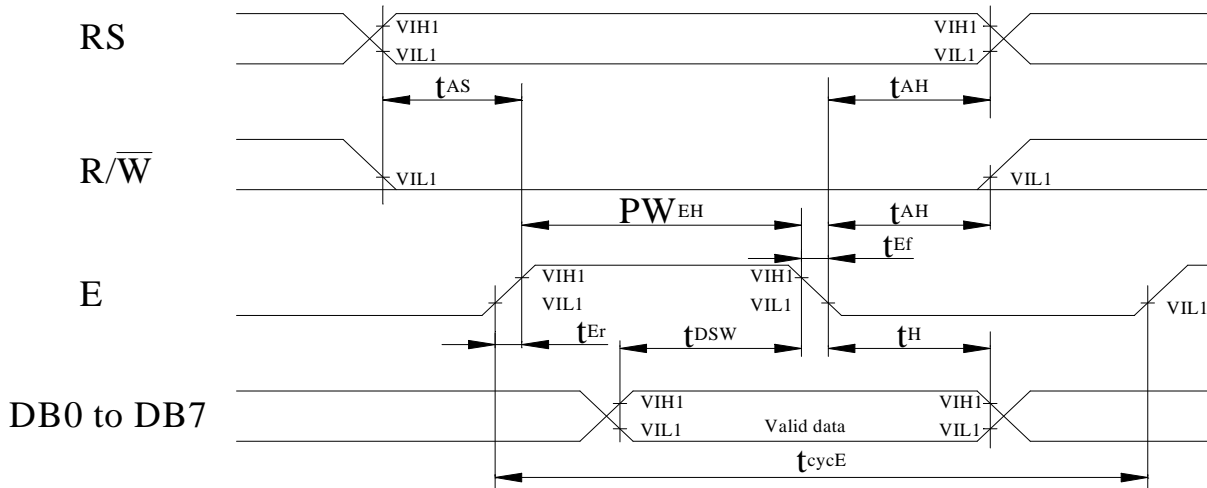 RS VIH1 VIH1
VIL1 VIL1
tAS tAH
R/W̅ VIL1 VIL1
PWEH tAH
tEf
E VIH1 VIH1
VIL1 VIL1 VIL1
tEr tDSW tH
DB0 to DB7 VIH1 VIH1
VIL1 Valid data VIL1
tcycE